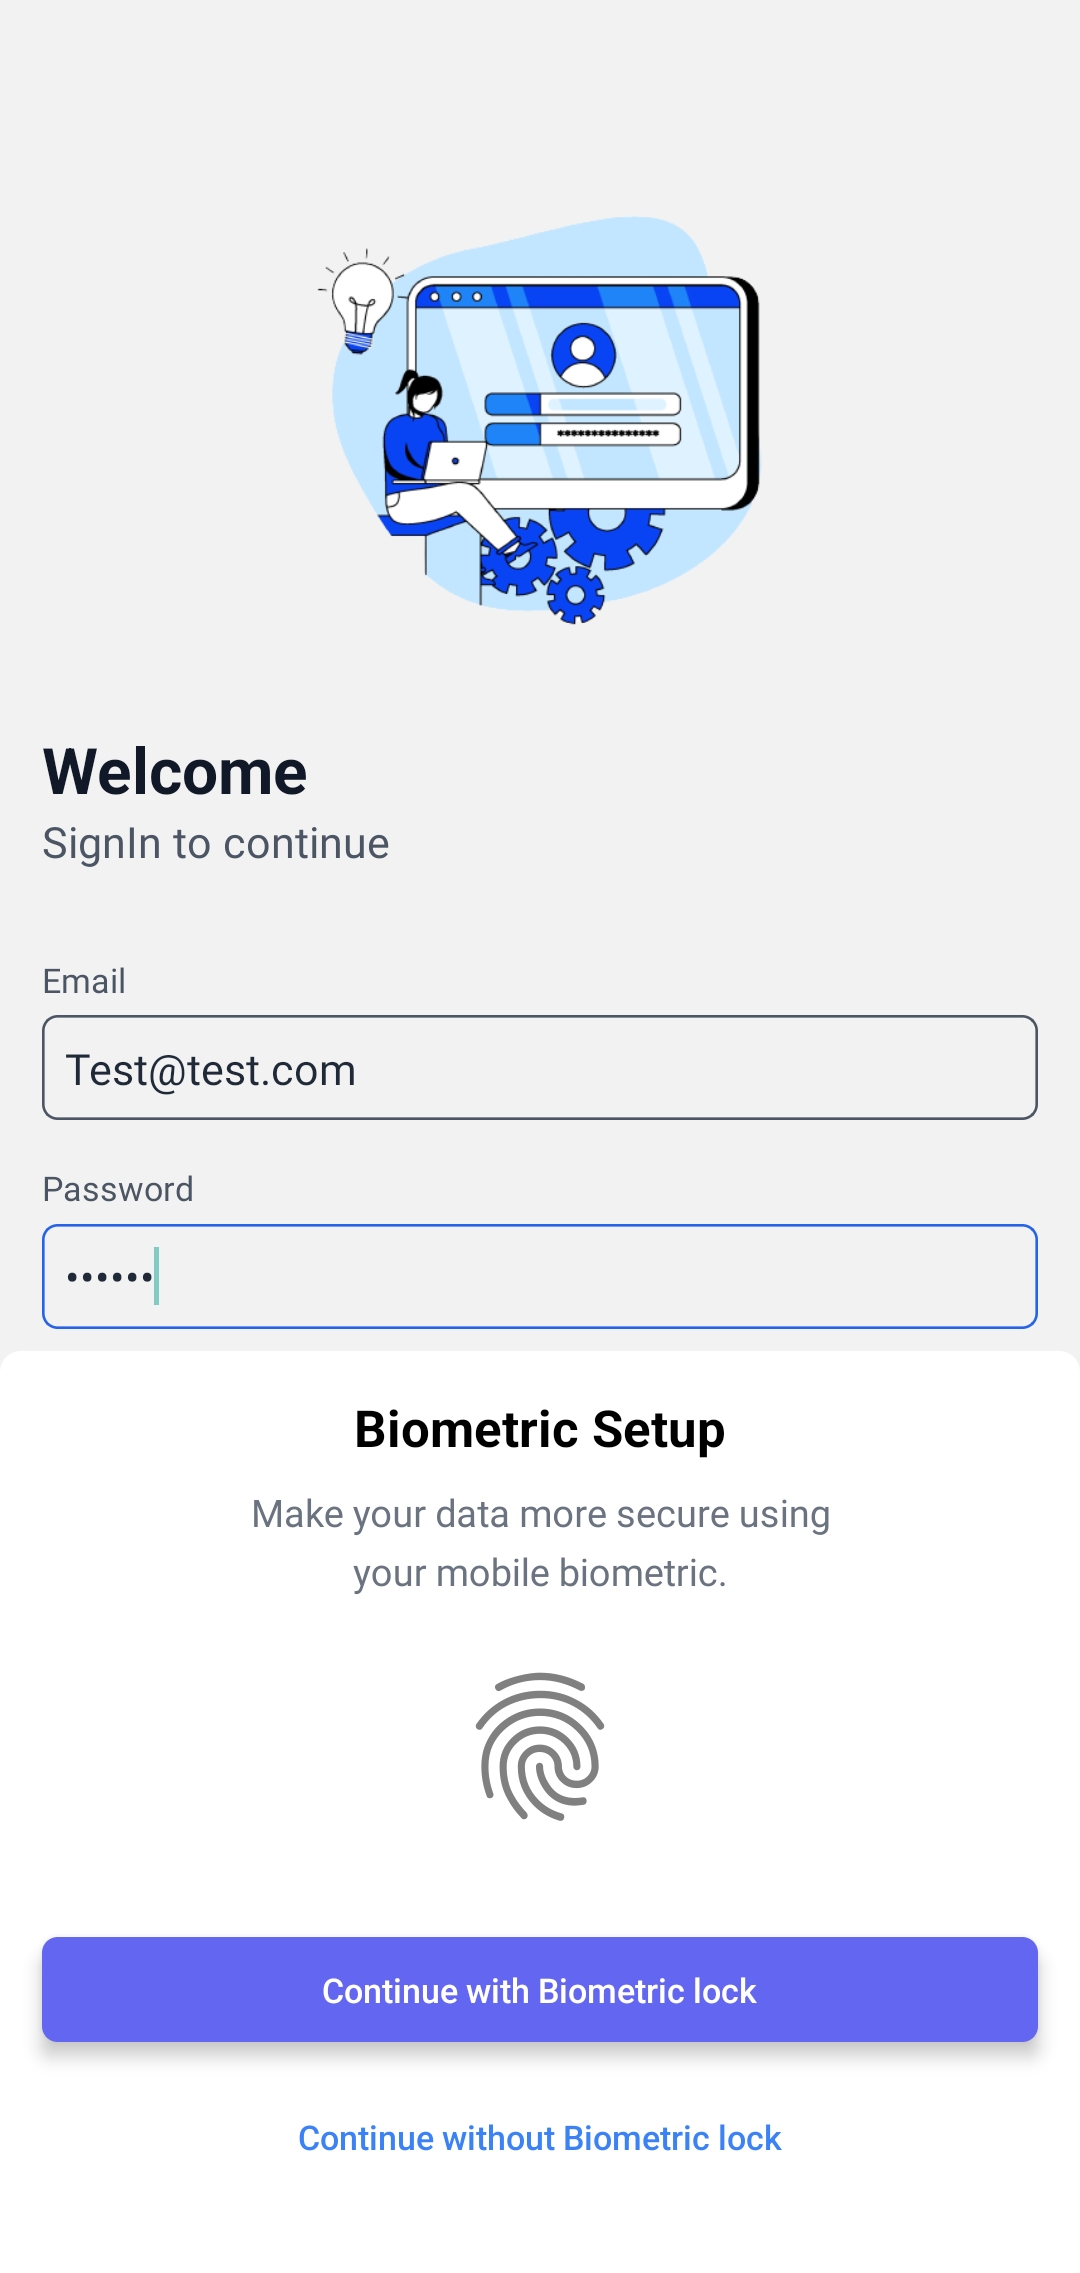 ***************
Welcome
SignIn to continue
Email
Test@test.com
Password
••••••
Biometric Setup
Make your data more secure using
your mobile biometric.
Continue with Biometric lock
Continue without Biometric lock